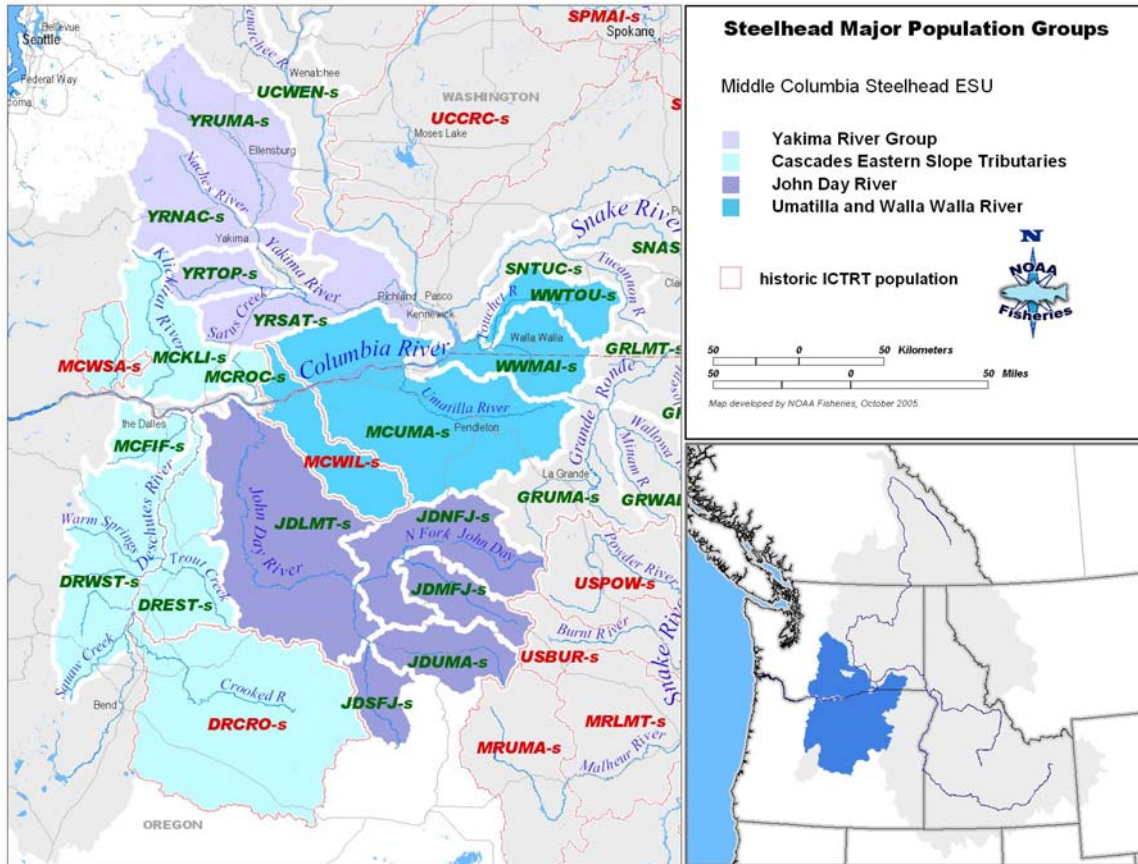 Steelhead Major Population Groups
Middle Columbia Steelhead ESU
Yakima River Group
Cascades Eastern Slope Tributaries
John Day River
Umatilla and Walla Walla River
historic ICTRT population
N
NOAA
Fisheries
50 0 50 Kilometers
50 0 50 Miles
Map developed by NOAA Fisheries, October 2005.
Bellevue
Seattle
Federal Way
Wenatchee
UCWEN-s
SPMAI-s
Spokane
WASHINGTON
UCCRC-s
Moses Lake
YRUMA-s
Ellensburg
Naches River
YRNAC-s
Yakima
Yakima River
YRTOP-s
Satus Creek
YRSAT-s
Richland
Pasco
Kennewick
Snake River
SNTUC-s
Tucannon R
Touchet R
WWTOU-s
Walla Walla
WWMAI-s
Klickitat River
MCWSA-s
MCKLI-s
MCROC-s
Columbia River
Umatilla River
MCUMA-s
Pendleton
GRLMT-s
Grande Ronde
Wallowa
Minam R
La Grande
GRUMA-s
the Dalles
MCFIF-s
MCWIL-s
Deschutes River
Warm Springs
Trout Creek
DRWST-s
DREST-s
John Day River
JDLMT-s
JDNFJ-s
N Fork John Day
JDMFJ-s
JDUMA-s
JDSFJ-s
Powder River
USPOW-s
Burnt River
USBUR-s
Snake River
Squaw Creek
Bend
Crooked R
DRCRO-s
MRLMT-s
MRUMA-s
Malheur River
OREGON